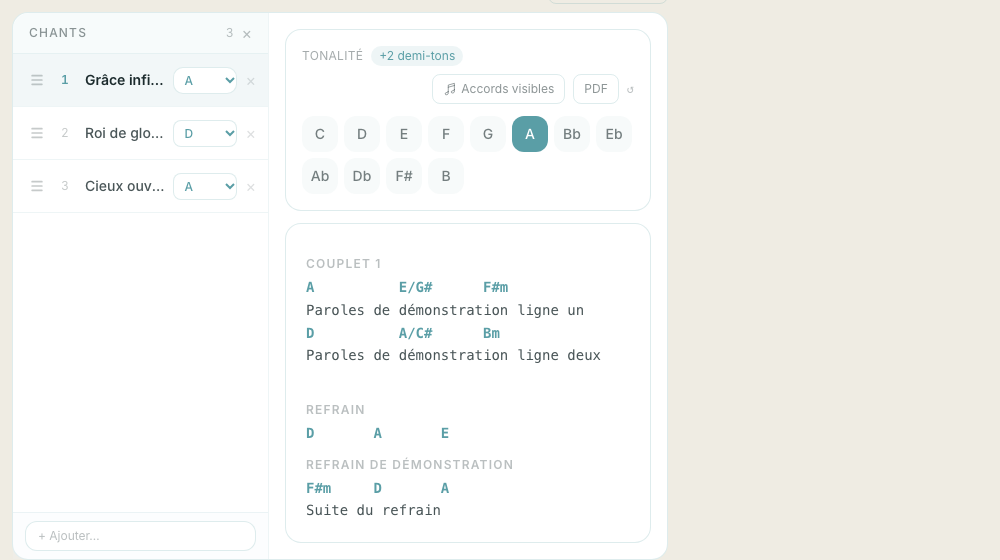 CHANTS 3 ×
1 Grâce infi... A ×
2 Roi de glo... D ×
3 Cieux ouv... A ×
+ Ajouter...
TONALITÉ +2 demi-tons
Accords visibles PDF ↺
C D E F G A Bb Eb
Ab Db F# B
COUPLET 1
A E/G# F#m
Paroles de démonstration ligne un
D A/C# Bm
Paroles de démonstration ligne deux
REFRAIN
D A E
REFRAIN DE DÉMONSTRATION
F#m D A
Suite du refrain